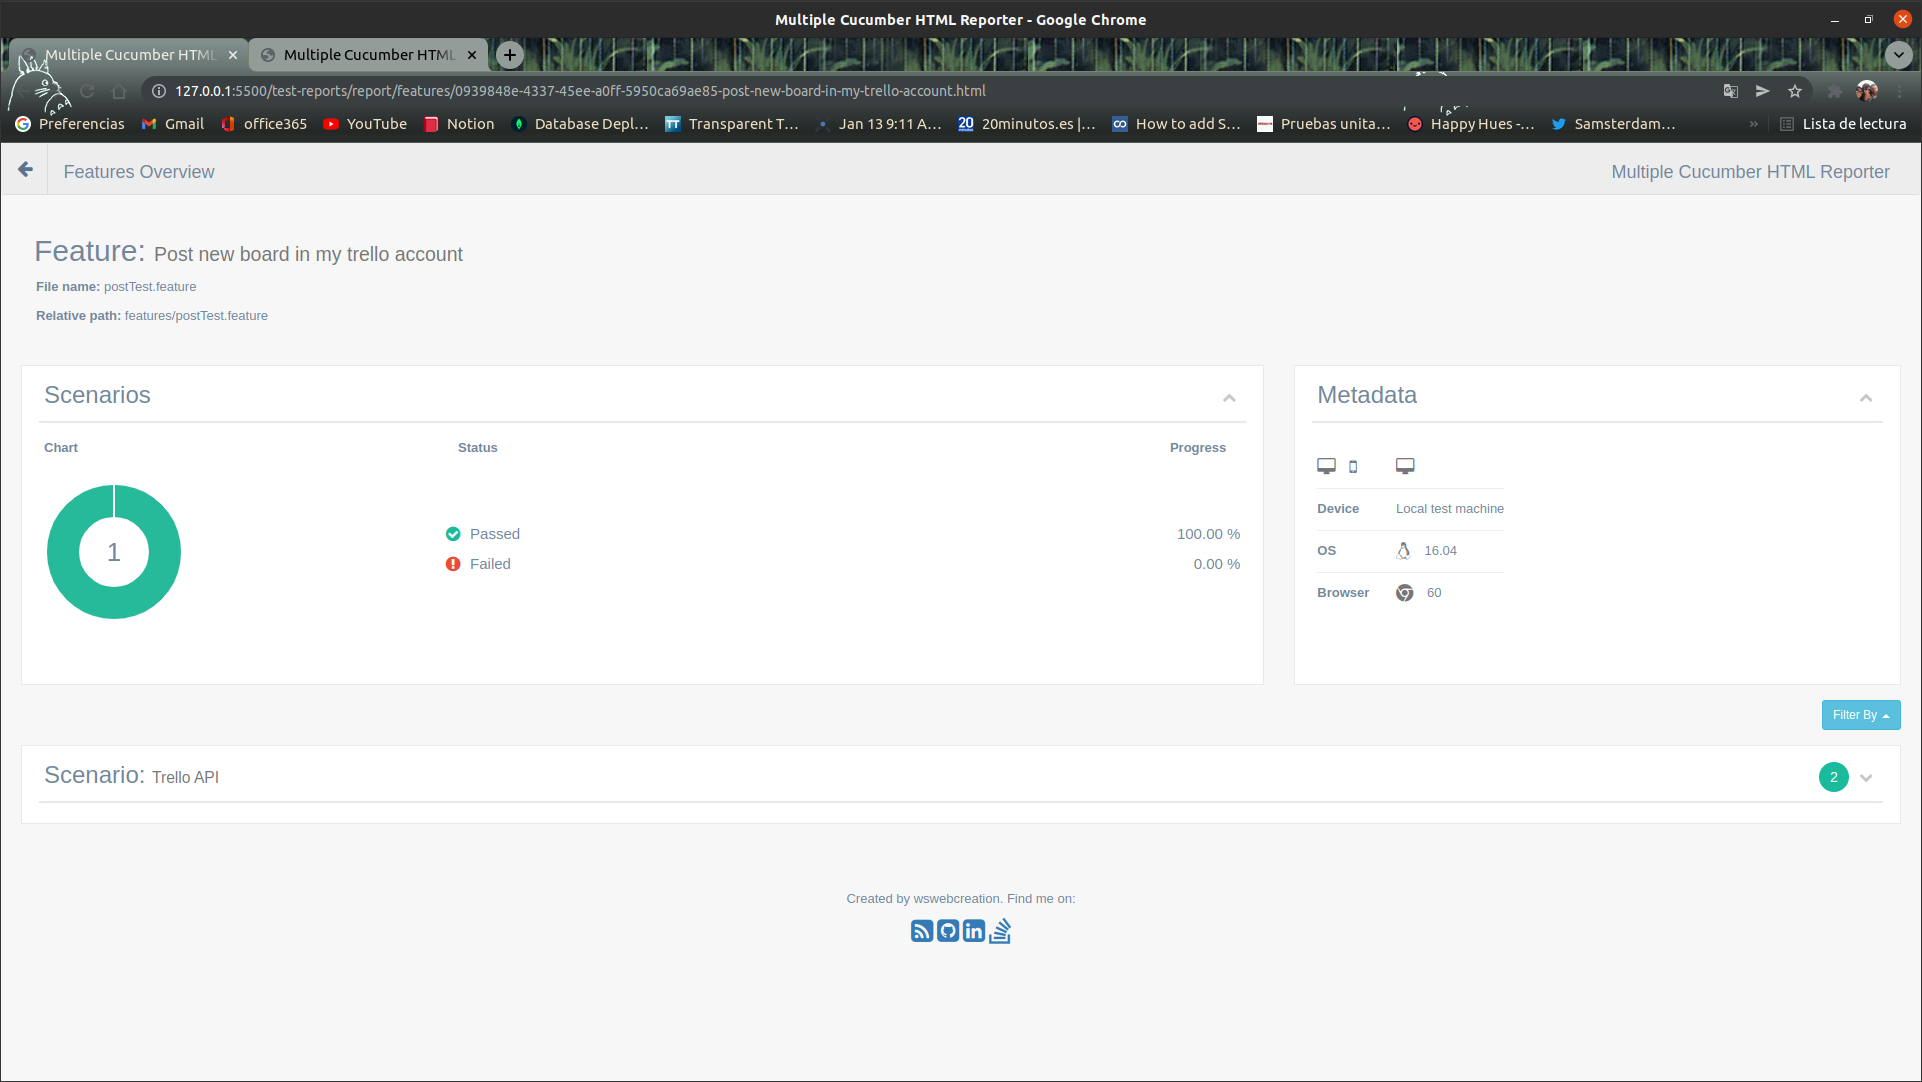 Multiple Cucumber HTML Reporter - Google Chrome
Multiple Cucumber HTML
Multiple Cucumber HTML
127.0.0.1:5500/test-reports/report/features/0939848e-4337-45ee-a0ff-5950ca69ae85-post-new-board-in-my-trello-account.html
Preferencias Gmail office365 YouTube Notion Database Depl... Transparent T... Jan 13 9:11 A... 20 20minutos.es |... How to add S... Pruebas unita... Happy Hues -... Samsterdam... » Lista de lectura
Features Overview
Multiple Cucumber HTML Reporter
Feature: Post new board in my trello account
File name: postTest.feature
Relative path: features/postTest.feature
Scenarios
Chart Status Progress
1
Passed 100.00 %
Failed 0.00 %
Metadata
Device Local test machine
OS 16.04
Browser 60
Filter By
Scenario: Trello API
2
Created by wswebcreation. Find me on: